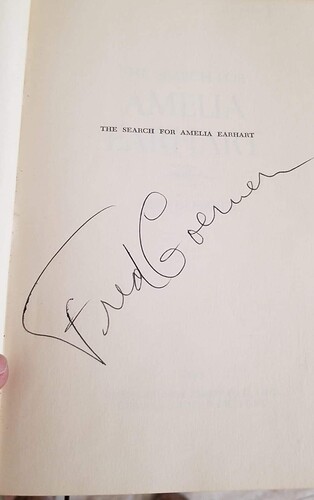 THE SEARCH FOR AMELIA EARHART
Fred Goerner